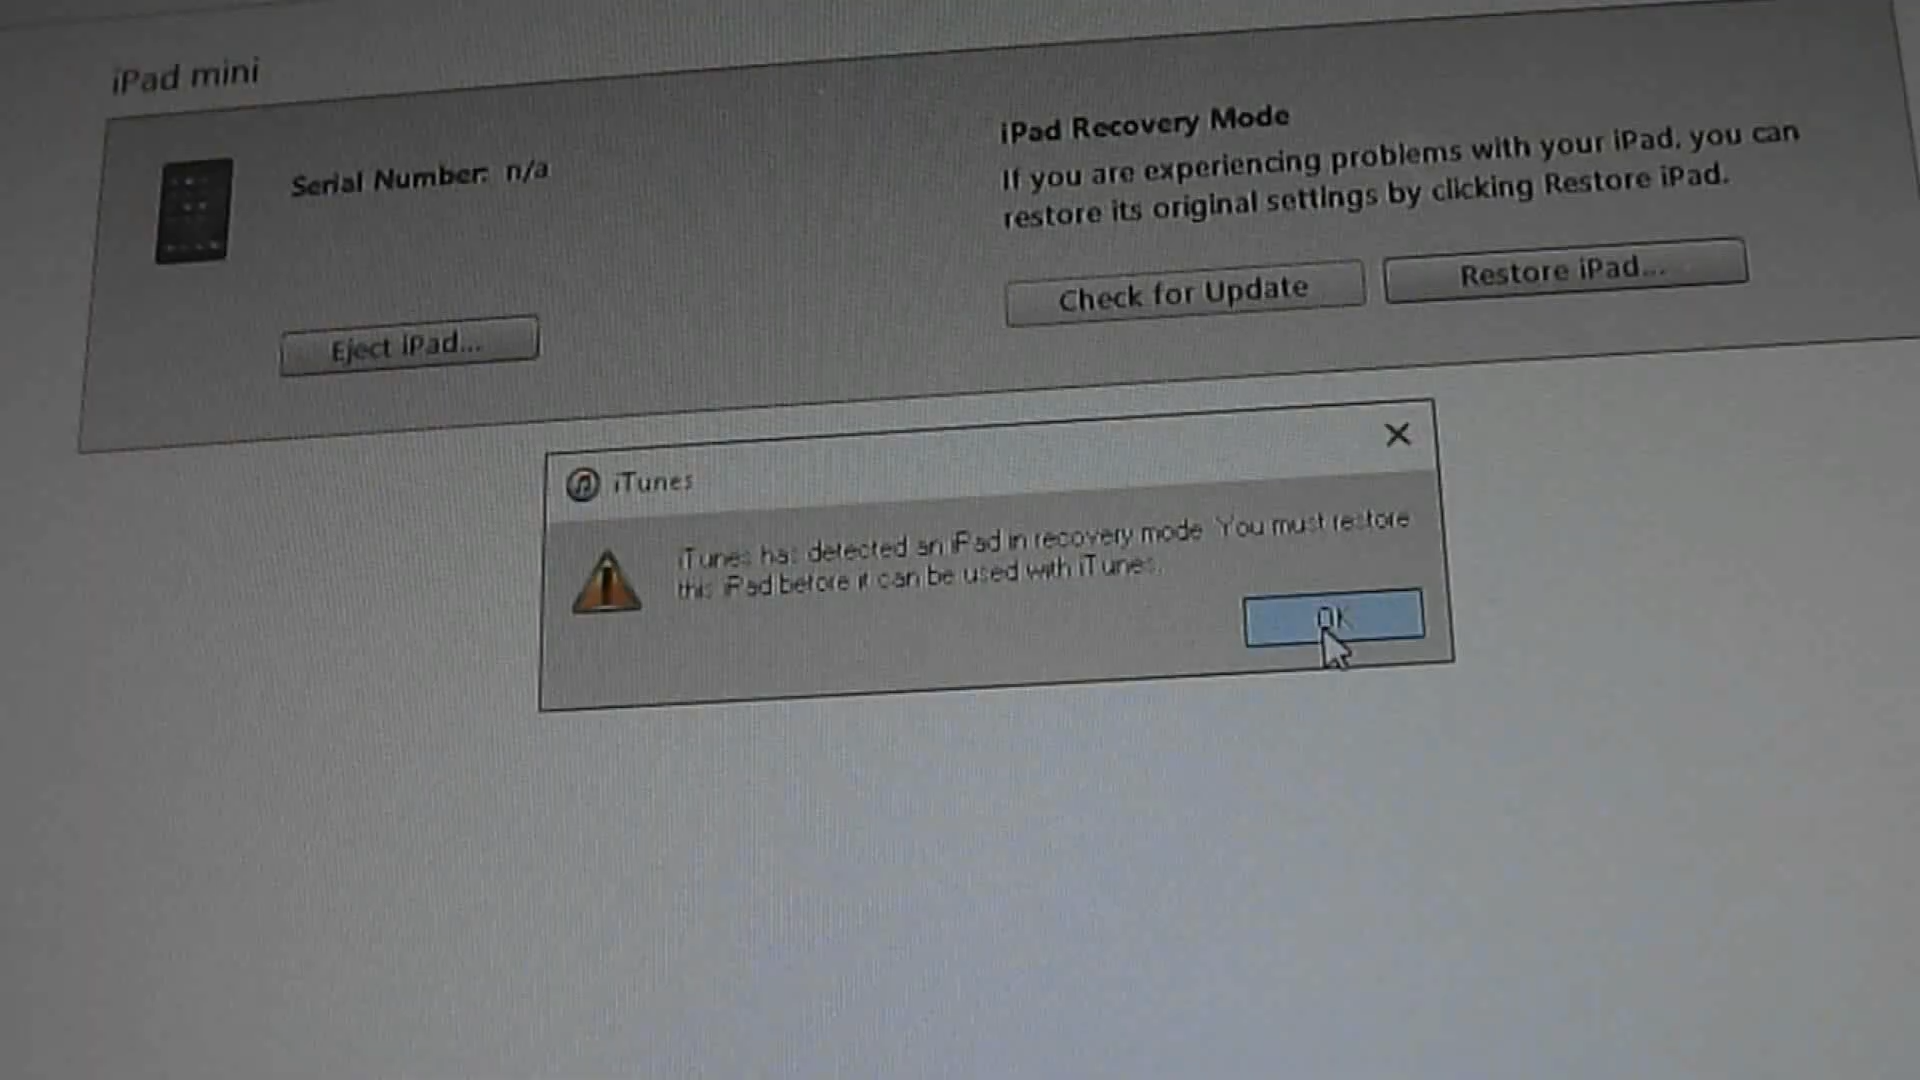 iPad mini
Serial Number: n/a
Eject iPad...
iPad Recovery Mode
If you are experiencing problems with your iPad, you can
restore its original settings by clicking Restore iPad.
Check for Update
Restore iPad...
iTunes
iTunes has detected an iPad in recovery mode. You must restore
this iPad before it can be used with iTunes.
OK